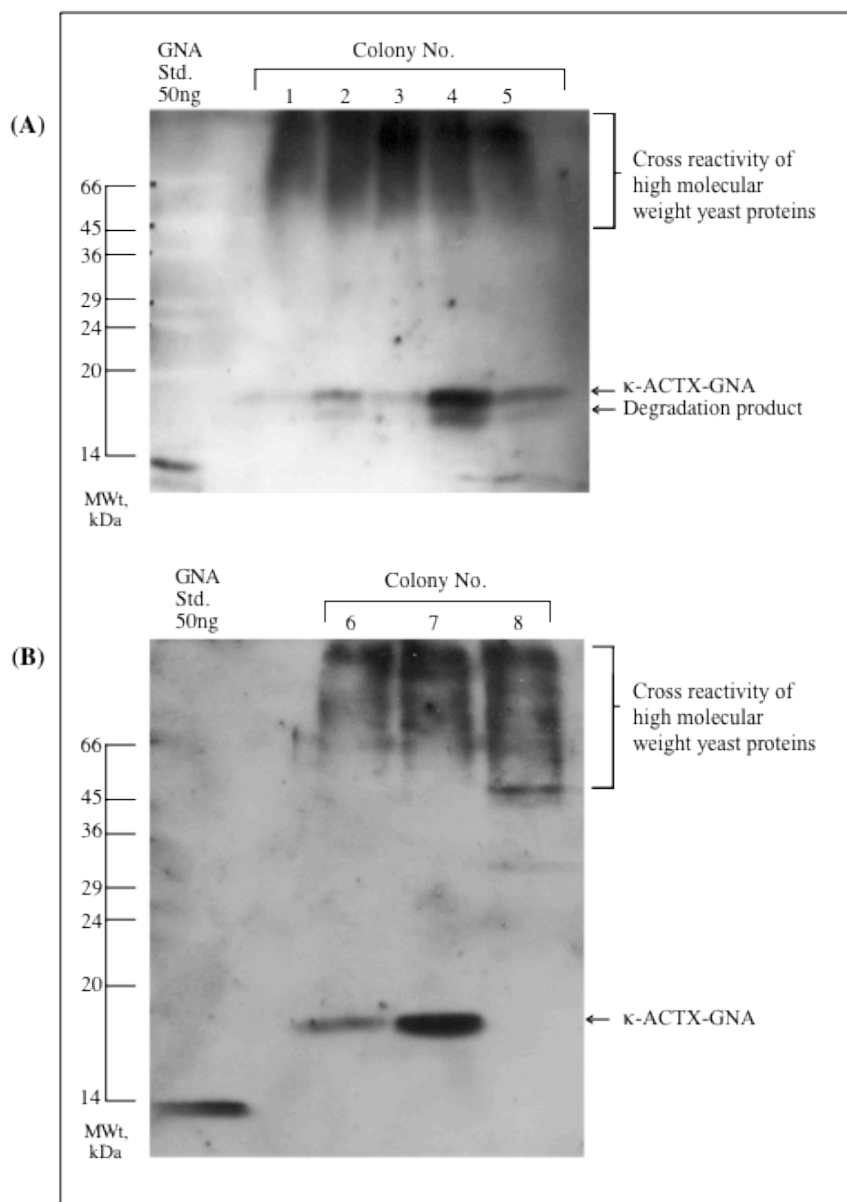 GNA
Std.
50ng
Colony No.
1 2 3 4 5
(A)
66
45
36
29
24
20
14
MWt,
kDa
Cross reactivity of
high molecular
weight yeast proteins
κ-ACTX-GNA
Degradation product
GNA
Std.
50ng
Colony No.
6 7 8
(B)
66
45
36
29
24
20
14
MWt,
kDa
Cross reactivity of
high molecular
weight yeast proteins
κ-ACTX-GNA